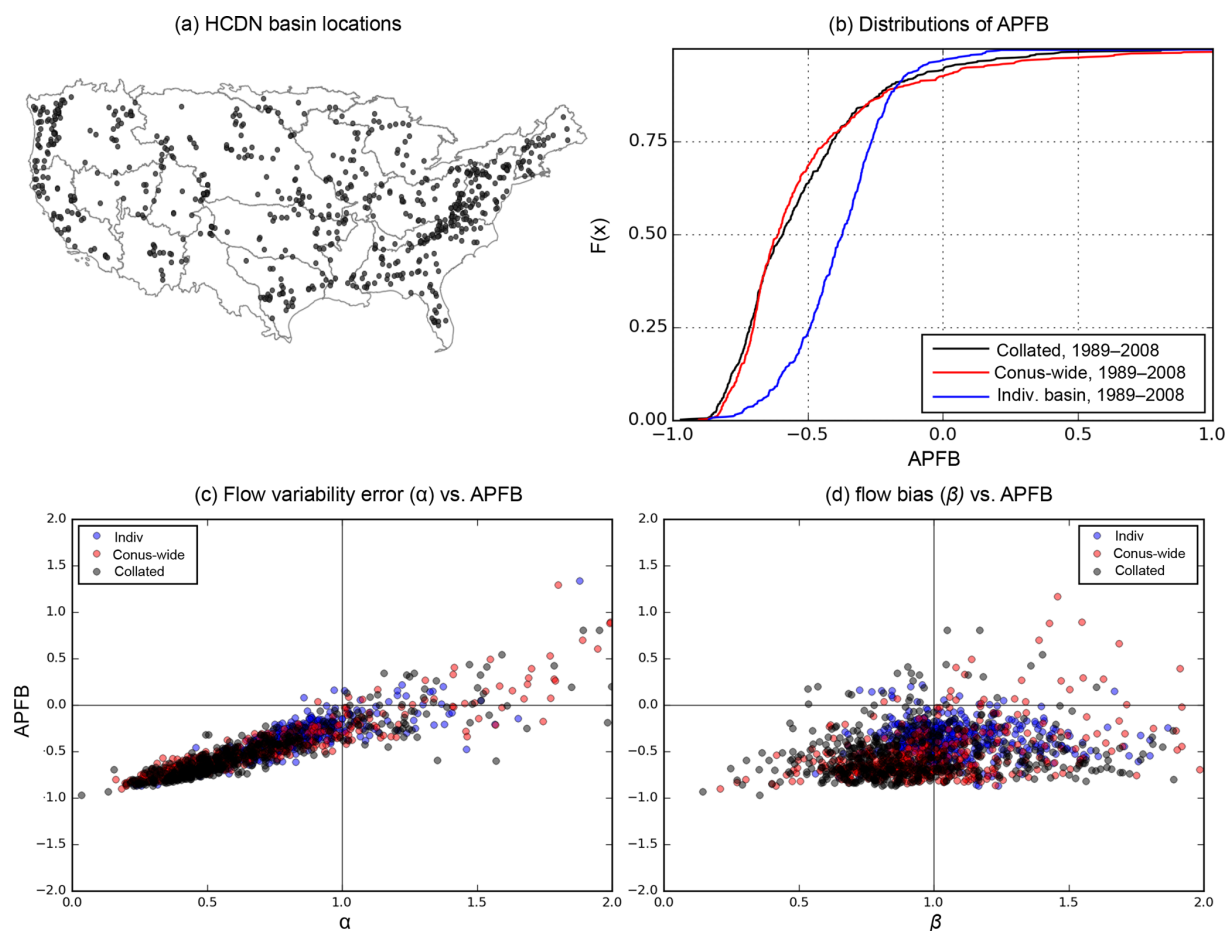 (a) HCDN basin locations
(b) Distributions of APFB
F(x)
0.75
0.50
0.25
0.00
−1.0 −0.5 0.0 0.5 1.0
APFB
Collated, 1989–2008
Conus-wide, 1989–2008
Indiv. basin, 1989–2008
(c) Flow variability error (α) vs. APFB
APFB
2.0
1.5
1.0
0.5
0.0
−0.5
−1.0
−1.5
−2.0
0.0 0.5 1.0 1.5 2.0
α
Indiv
Conus-wide
Collated
(d) flow bias (β) vs. APFB
2.0
1.5
1.0
0.5
0.0
−0.5
−1.0
−1.5
−2.0
0.0 0.5 1.0 1.5 2.0
β
Indiv
Conus-wide
Collated